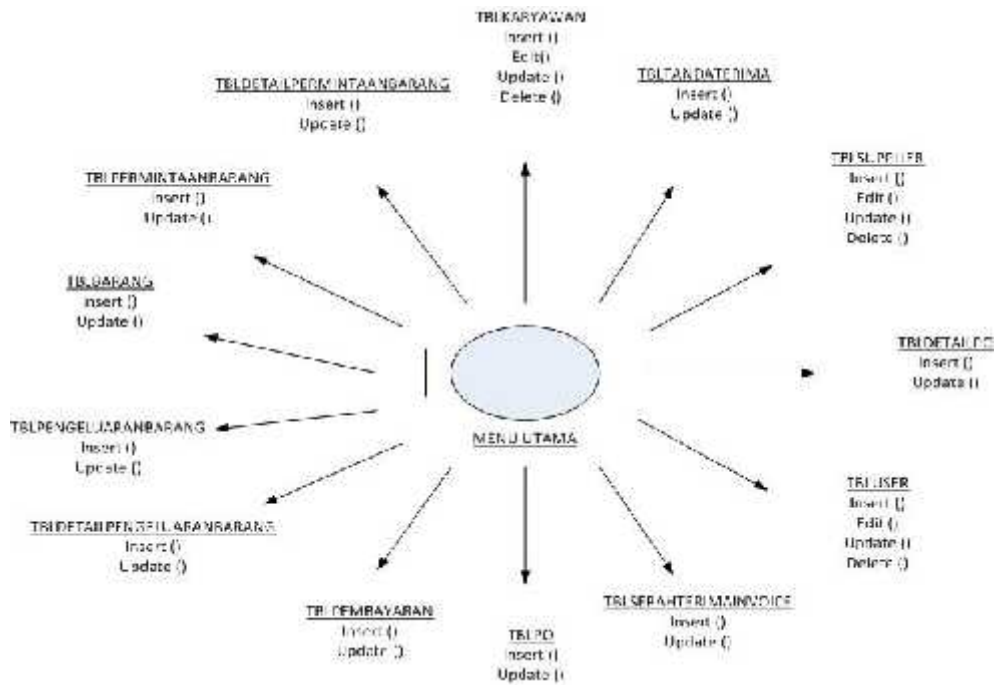 TBLKARYAWAN
Insert ()
Edit()
Update ()
Delete ()
TBLTANDATERIMA
Insert ()
Update ()
TBLDETAILPERMINTAANBARANG
Insert ()
Update ()
TBLSUPPLIER
Insert ()
Edit ()
Update ()
Delete ()
TBLPERMINTAANBARANG
Insert ()
Update ()
TBLBARANG
Insert ()
Update ()
TBLDETAILPO
Insert ()
Update ()
TBLPENGELUARANBARANG
Insert ()
Update ()
MENU UTAMA
TBLUSER
Insert ()
Edit ()
Update ()
Delete ()
TBLDETAILPENGELUARANBARANG
Insert ()
Update ()
TBLSERAHTERIMAINVOICE
Insert ()
Update ()
TBLPEMBAYARAN
Insert ()
Update ()
TBLPO
Insert ()
Update ()